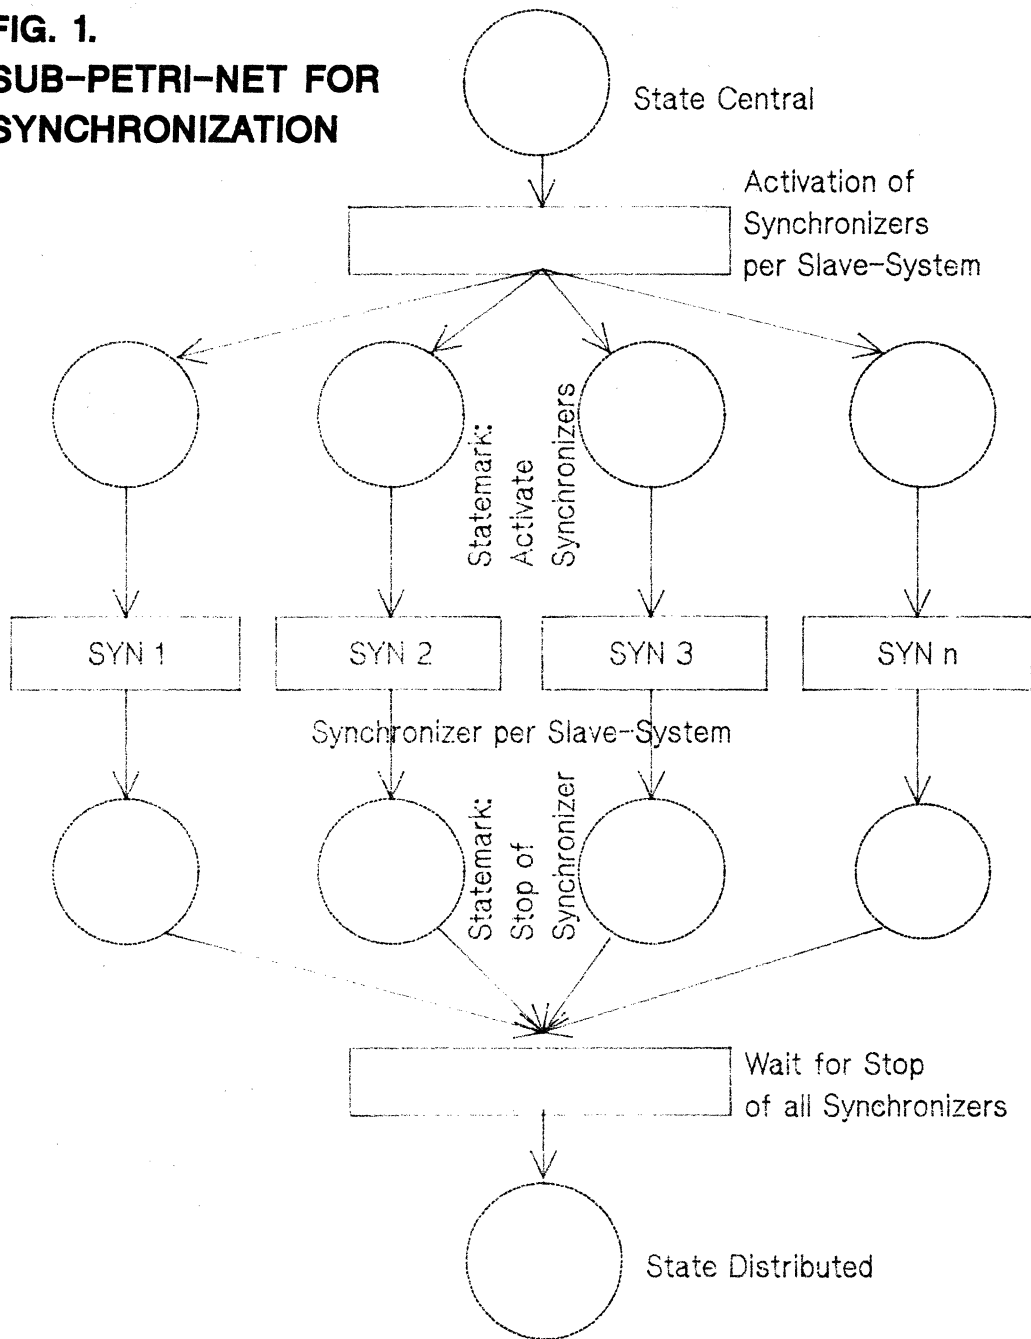 FIG. 1.
SUB-PETRI-NET FOR
SYNCHRONIZATION
State Central
Activation of
Synchronizers
per Slave-System
Statemark:
Activate
Synchronizers
SYN 1
SYN 2
SYN 3
SYN n
Synchronizer per Slave-System
Statemark:
Stop of
Synchronizer
Wait for Stop
of all Synchronizers
State Distributed